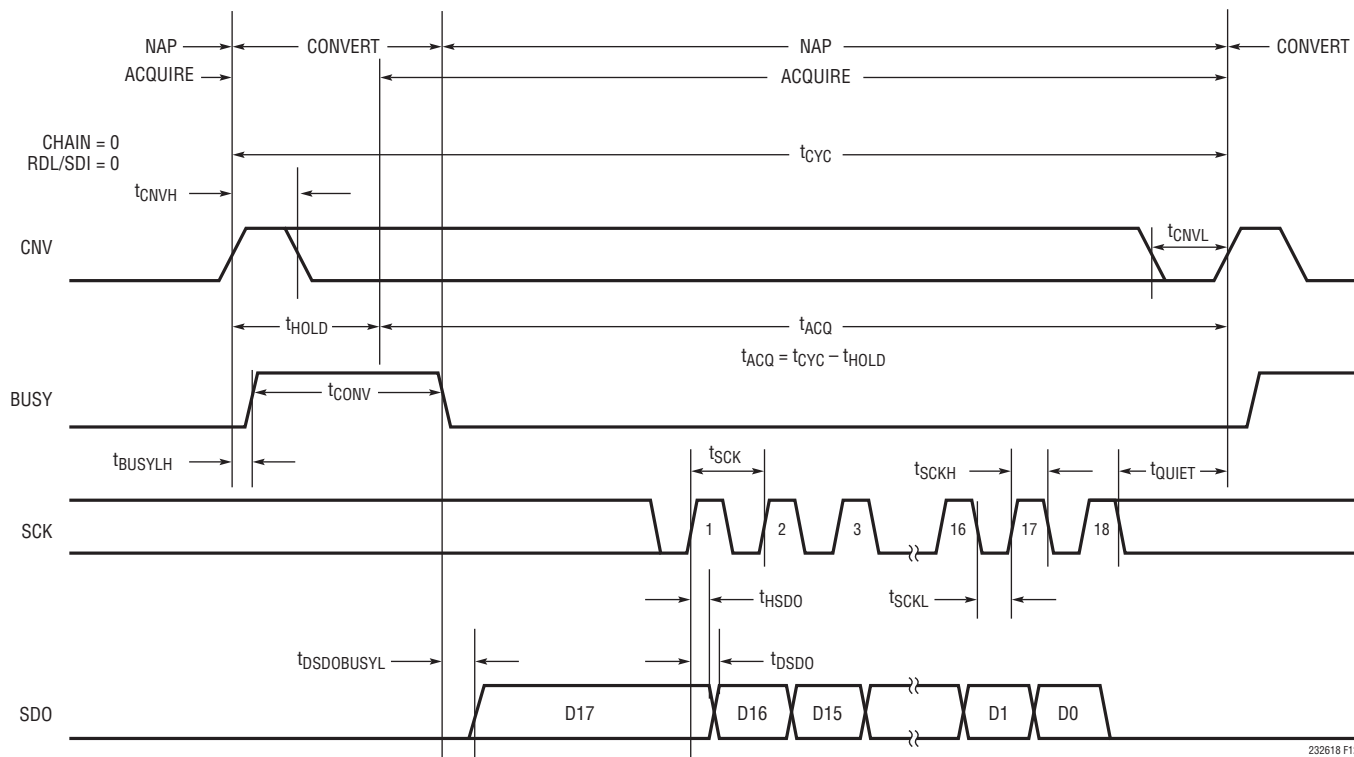 NAP CONVERT NAP CONVERT
ACQUIRE ACQUIRE
CHAIN = 0
RDL/SDI = 0
tCYC
tCNVH
CNV
tCNVL
tHOLD tACQ
tACQ = tCYC – tHOLD
BUSY
tCONV
tBUSYLH
tSCK
tSCKH
tQUIET
SCK
1 2 3 16 17 18
tHSDO
tSCKL
tDSDOBUSYL
tDSDO
SDO
D17 D16 D15 D1 D0